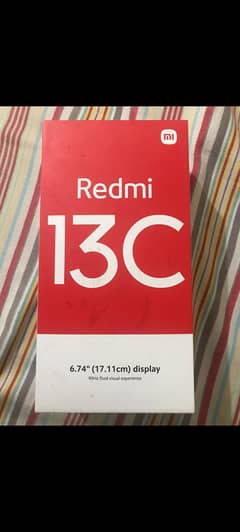 mi
Redmi
13C
6.74" (17.11cm) display
90Hz fluid visual experience